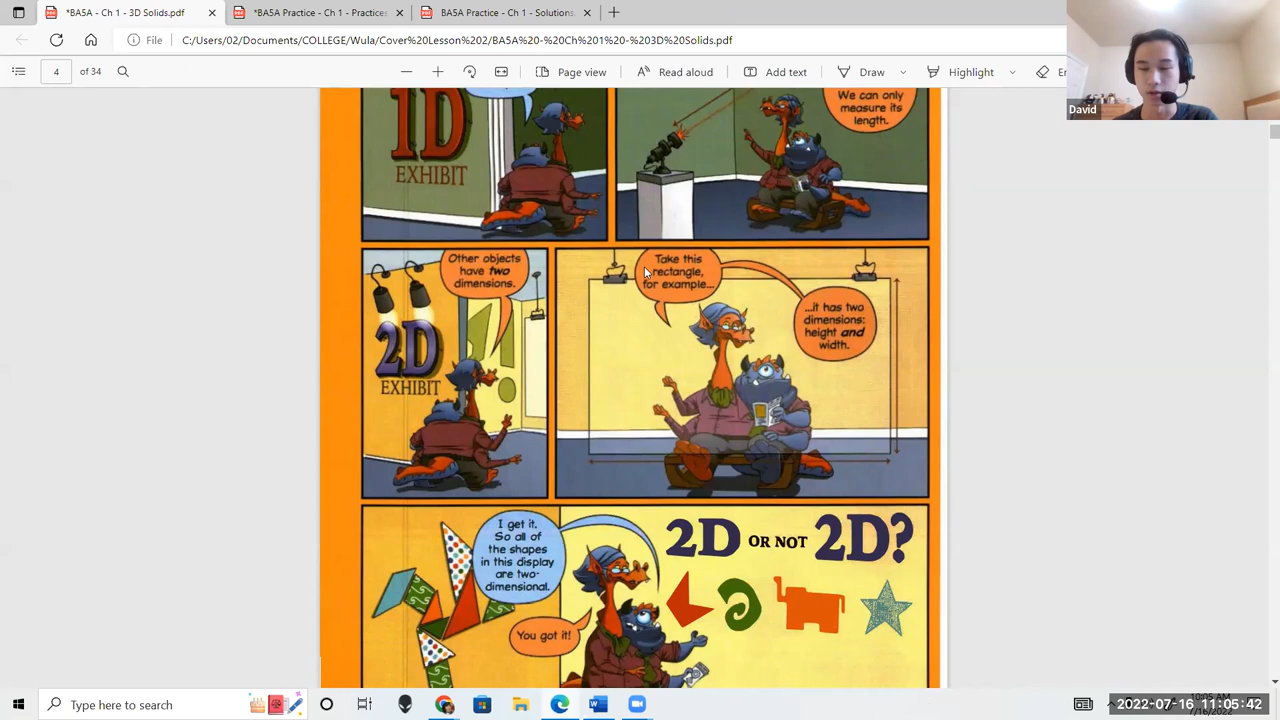 *BA5A - Ch 1 - 3D Solids.pdf
*BA5A Practice - Ch 1 - Practices
BA5A Practice - Ch 1 - Solutions.
File
C:/Users/02/Documents/COLLEGE/Wula/Cover%20Lesson%202/BA5A%20-%20Ch%201%20-%203D%20Solids.pdf
4 of 34
Page view
Read aloud
Add text
Draw
Highlight
David
1D
EXHIBIT
We can only
measure its
length.
Other objects
have two
dimensions.
2D
EXHIBIT
Take this
rectangle,
for example...
...it has two
dimensions:
height and
width.
I get it.
So all of
the shapes
in this display
are two-
dimensional.
You got it!
2D OR NOT 2D?
Type here to search
2022-07-16 11:05:42